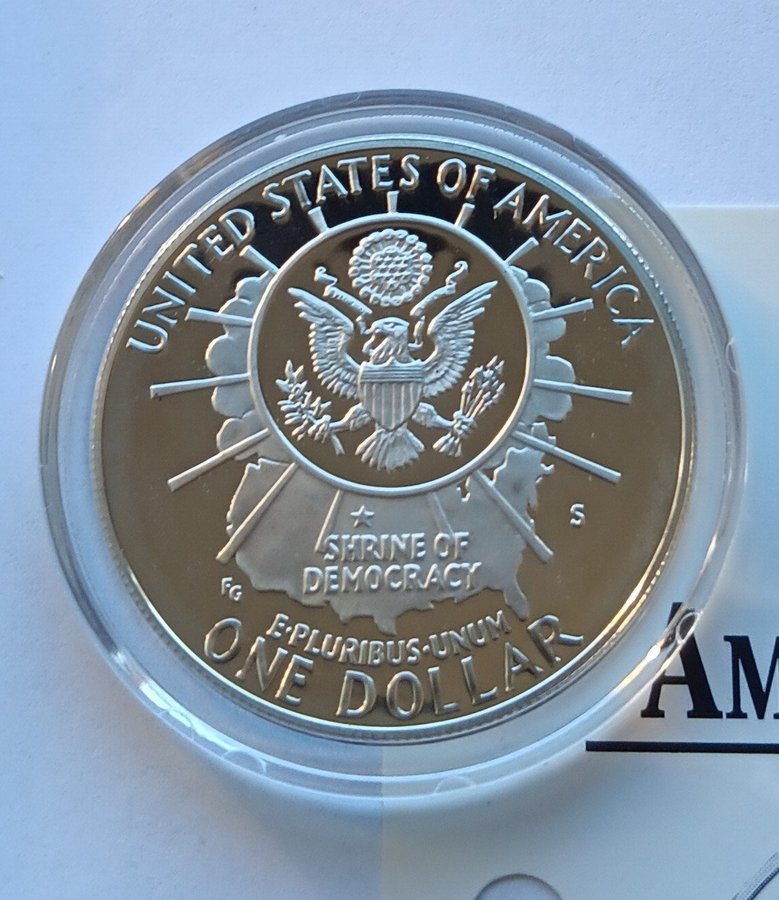 UNITED STATES OF AMERICA
S
SHRINE OF
DEMOCRACY
FG
E·PLURIBUS·UNUM
ONE DOLLAR
AM